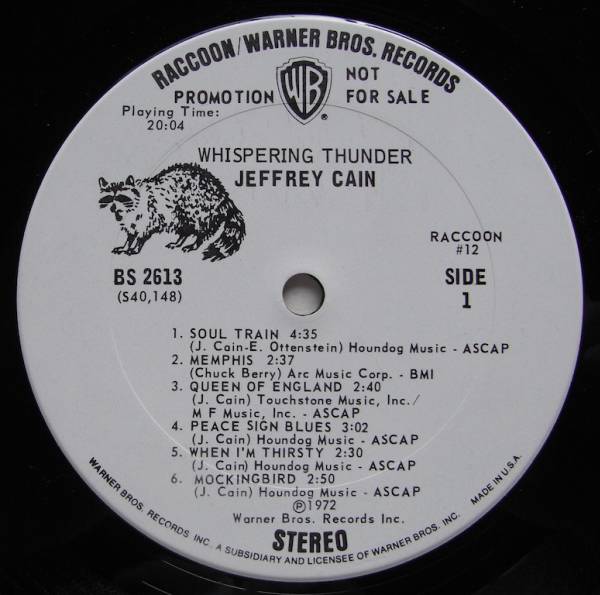 RACCOON/WARNER BROS. RECORDS
PROMOTION WB NOT FOR SALE
®
Playing Time:
20:04
WHISPERING THUNDER
JEFFREY CAIN
RACCOON
#12
BS 2613
(S40,148)
SIDE
1
1. SOUL TRAIN 4:35
(J. Cain-E. Ottenstein) Houndog Music - ASCAP
2. MEMPHIS 2:37
(Chuck Berry) Arc Music Corp. - BMI
3. QUEEN OF ENGLAND 2:40
(J. Cain) Touchstone Music, Inc./
M F Music, Inc. - ASCAP
4. PEACE SIGN BLUES 3:02
(J. Cain) Houndog Music - ASCAP
5. WHEN I'M THIRSTY 2:30
(J. Cain) Houndog Music - ASCAP
6. MOCKINGBIRD 2:50
(J. Cain) Houndog Music - ASCAP
℗1972
Warner Bros. Records Inc.
STEREO
WARNER BROS. RECORDS INC. A SUBSIDIARY AND LICENSEE OF WARNER BROS. INC. MADE IN U.S.A.